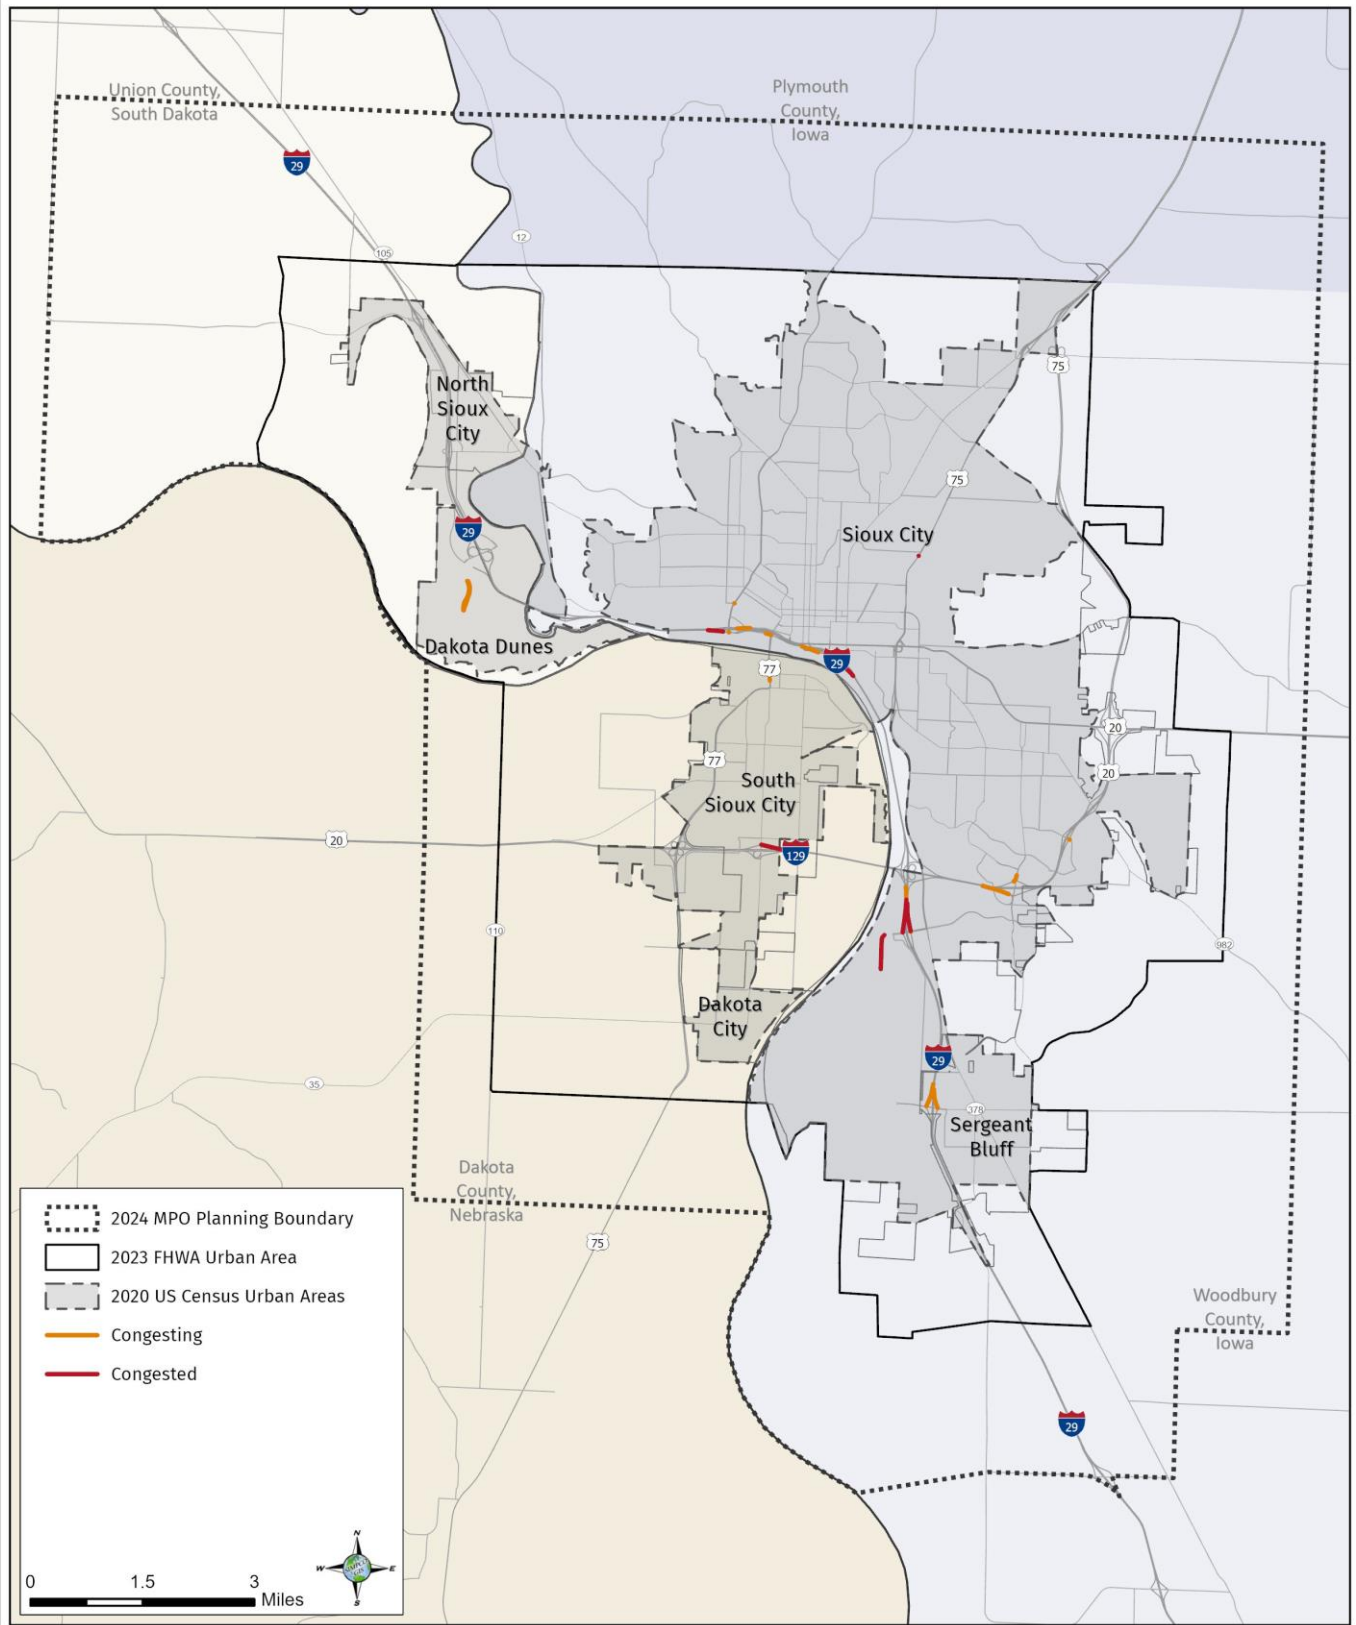 Union County,
South Dakota
Plymouth
County,
Iowa
29
12
105
75
North
Sioux
City
75
29
Sioux City
Dakota Dunes
29
77
20
77
20
South
Sioux City
20
129
110
982
Dakota
City
29
35
378
Sergeant
Bluff
Dakota
County,
Nebraska
75
Woodbury
County,
Iowa
29
2024 MPO Planning Boundary
2023 FHWA Urban Area
2020 US Census Urban Areas
Congesting
Congested
N
W
E
S
0 1.5 3
Miles